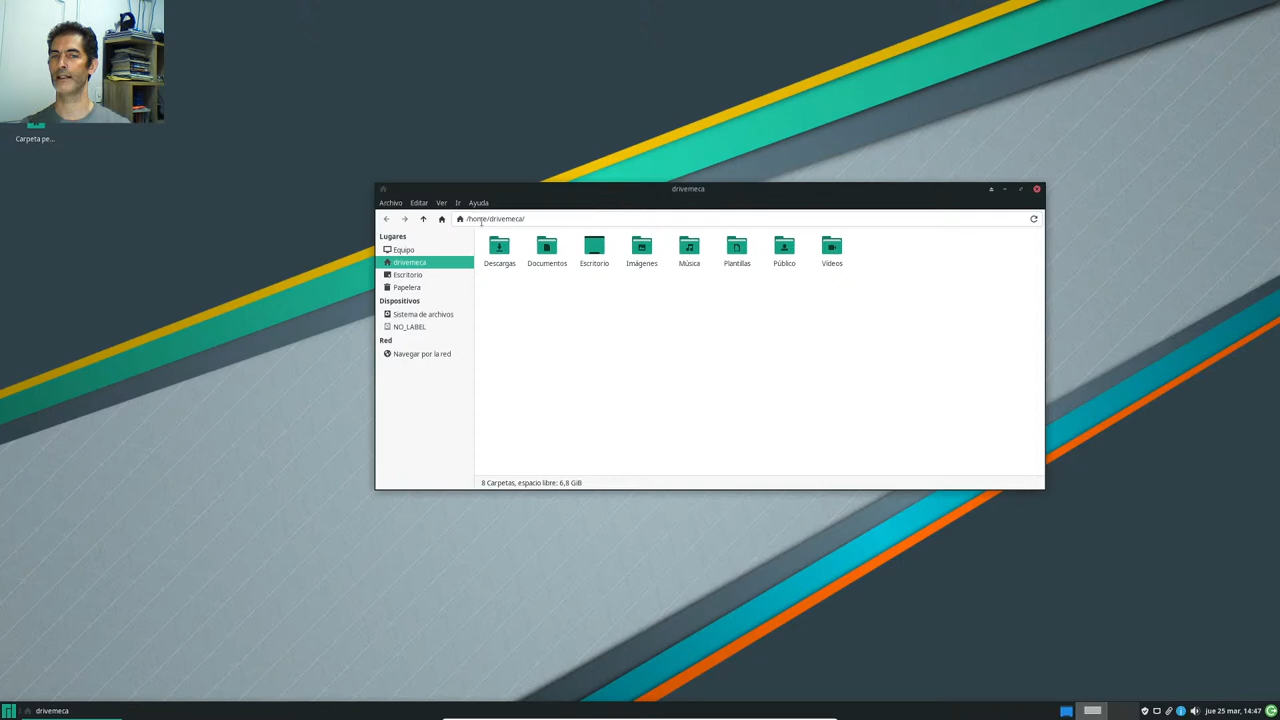 Carpeta pe...
drivemeca
Archivo Editar Ver Ir Ayuda
/home/drivemeca/
Lugares
Equipo
drivemeca
Escritorio
Papelera
Dispositivos
Sistema de archivos
NO_LABEL
Red
Navegar por la red
Descargas Documentos Escritorio Imágenes Música Plantillas Público Vídeos
8 Carpetas, espacio libre: 6,8 GiB
drivemeca
jue 25 mar, 14:47